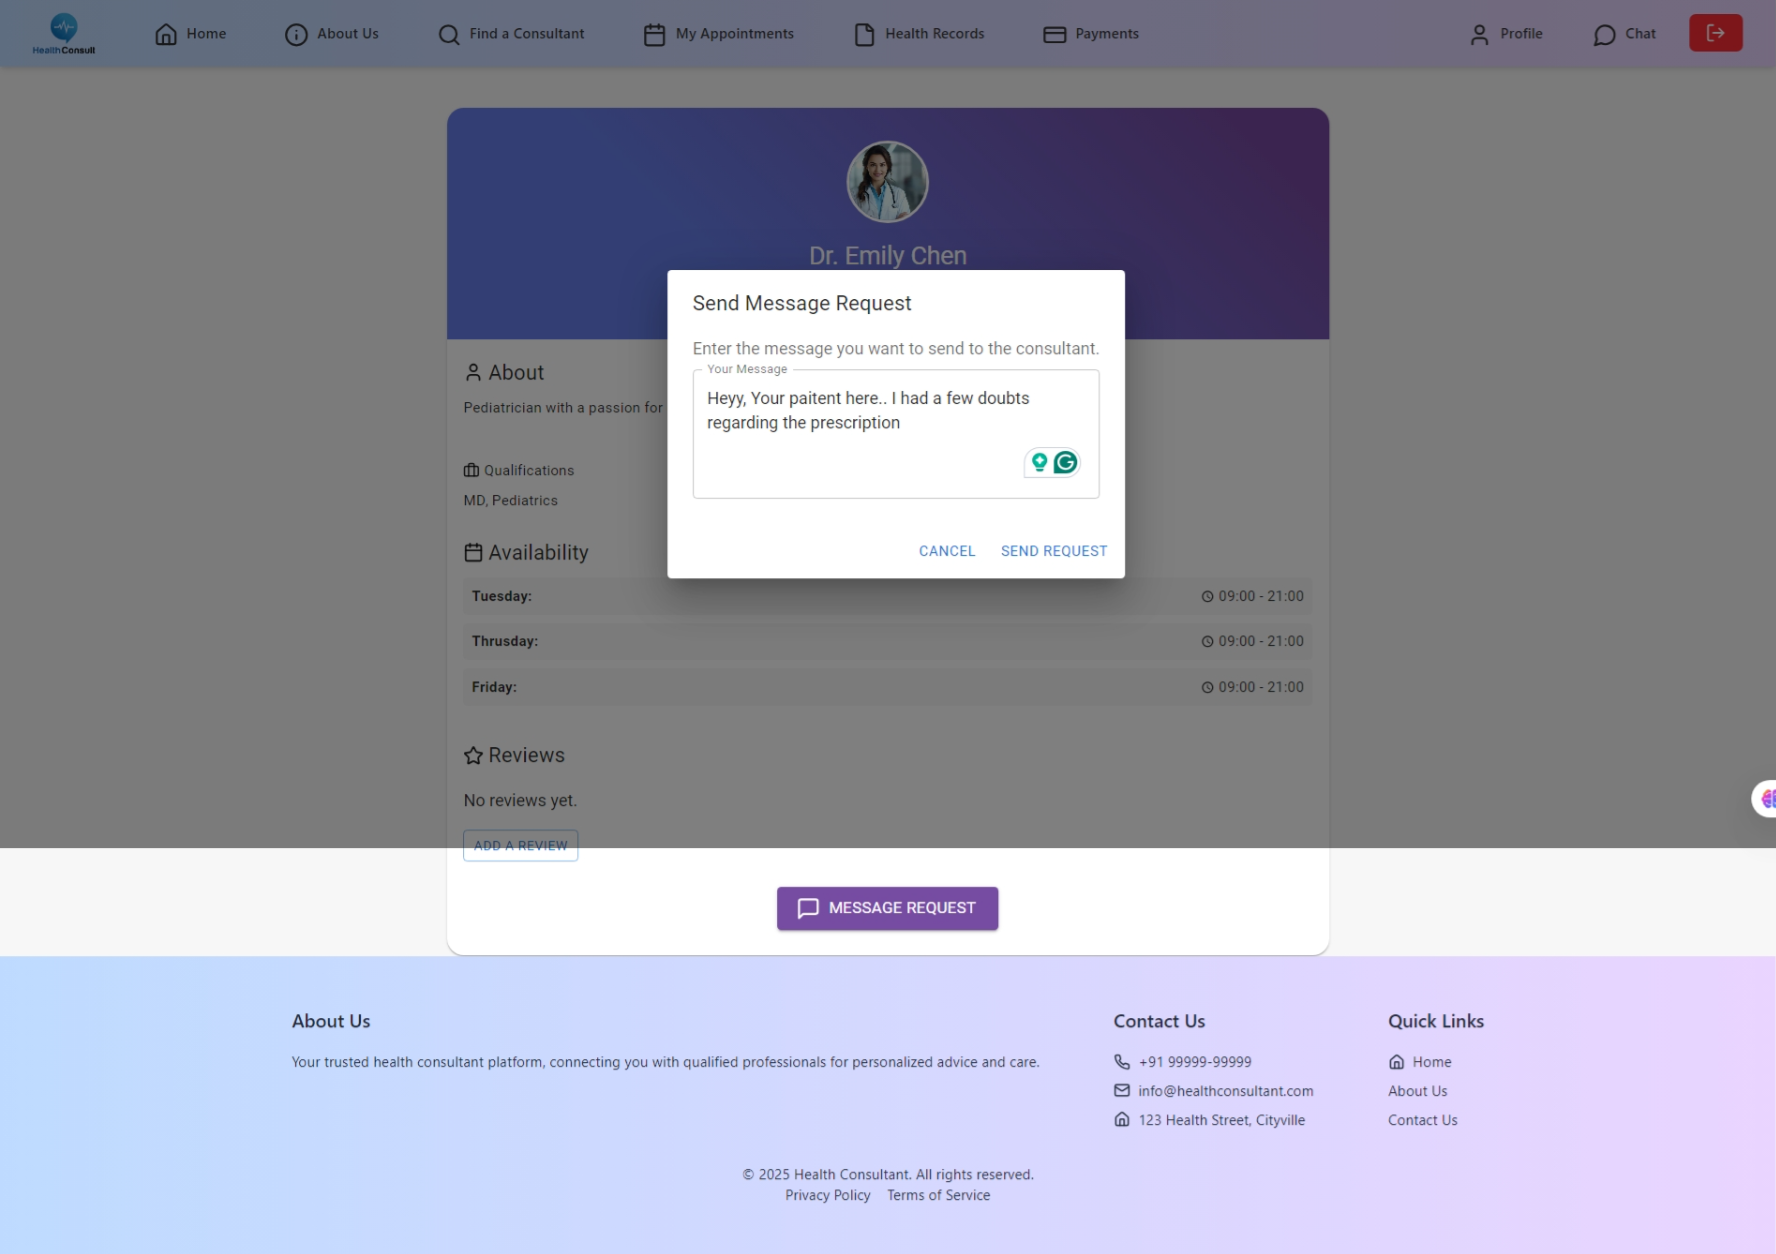 HealthConsult
Home
About Us
Find a Consultant
My Appointments
Health Records
Payments
Profile
Chat
Dr. Emily Chen
Send Message Request
Enter the message you want to send to the consultant.
Your Message
Heyy, Your paitent here.. I had a few doubts
regarding the prescription
CANCEL
SEND REQUEST
About
Pediatrician with a passion for
Qualifications
MD, Pediatrics
Availability
Tuesday:
09:00 - 21:00
Thrusday:
09:00 - 21:00
Friday:
09:00 - 21:00
Reviews
No reviews yet.
ADD A REVIEW
MESSAGE REQUEST
About Us
Your trusted health consultant platform, connecting you with qualified professionals for personalized advice and care.
Contact Us
+91 99999-99999
info@healthconsultant.com
123 Health Street, Cityville
Quick Links
Home
About Us
Contact Us
© 2025 Health Consultant. All rights reserved.
Privacy Policy Terms of Service